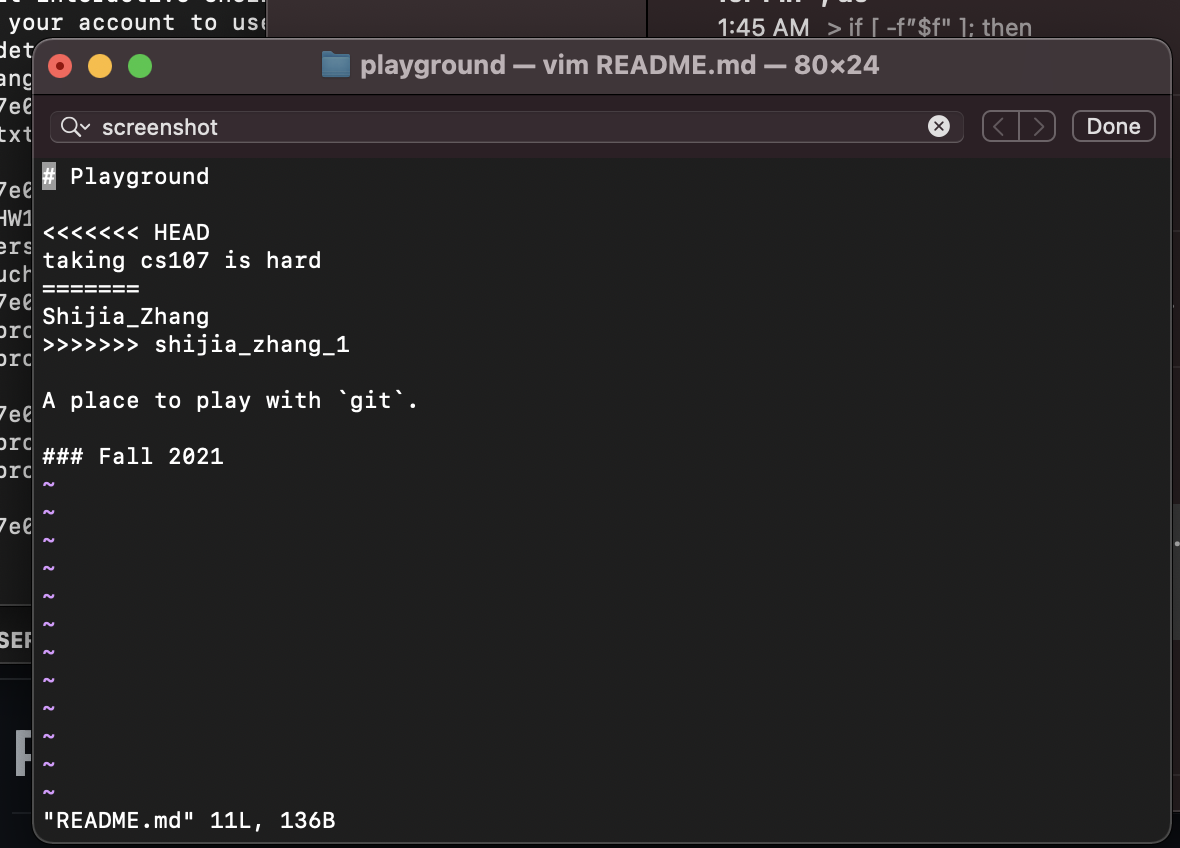 your account to use
1:45 AM > if [ -f"$f" ]; then
playground — vim README.md — 80×24
screenshot
Done
# Playground
<<<<<<< HEAD
taking cs107 is hard
=======
Shijia_Zhang
>>>>>>> shijia_zhang_1
A place to play with `git`.
### Fall 2021
~
~
~
~
~
~
~
~
~
~
~
~
"README.md" 11L, 136B